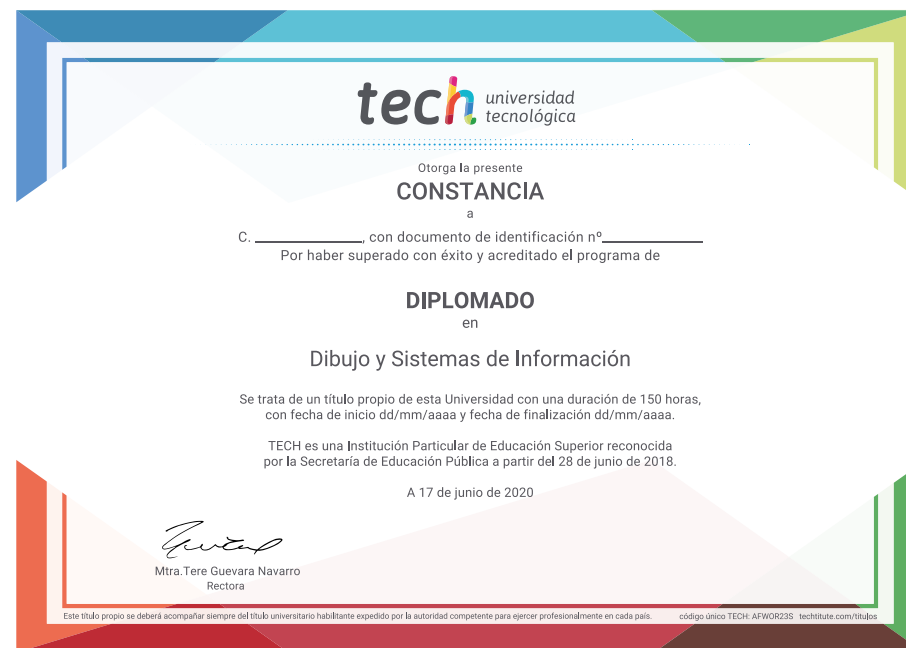 tech universidad
tecnológica
Otorga la presente
CONSTANCIA
a
C. ____________, con documento de identificación nº____________
Por haber superado con éxito y acreditado el programa de
DIPLOMADO
en
Dibujo y Sistemas de Información
Se trata de un título propio de esta Universidad con una duración de 150 horas,
con fecha de inicio dd/mm/aaaa y fecha de finalización dd/mm/aaaa.
TECH es una Institución Particular de Educación Superior reconocida
por la Secretaría de Educación Pública a partir del 28 de junio de 2018.
A 17 de junio de 2020
Mtra.Tere Guevara Navarro
Rectora
Este título propio se deberá acompañar siempre del título universitario habilitante expedido por la autoridad competente para ejercer profesionalmente en cada país. código único TECH: AFWOR23S techtitute.com/titulos